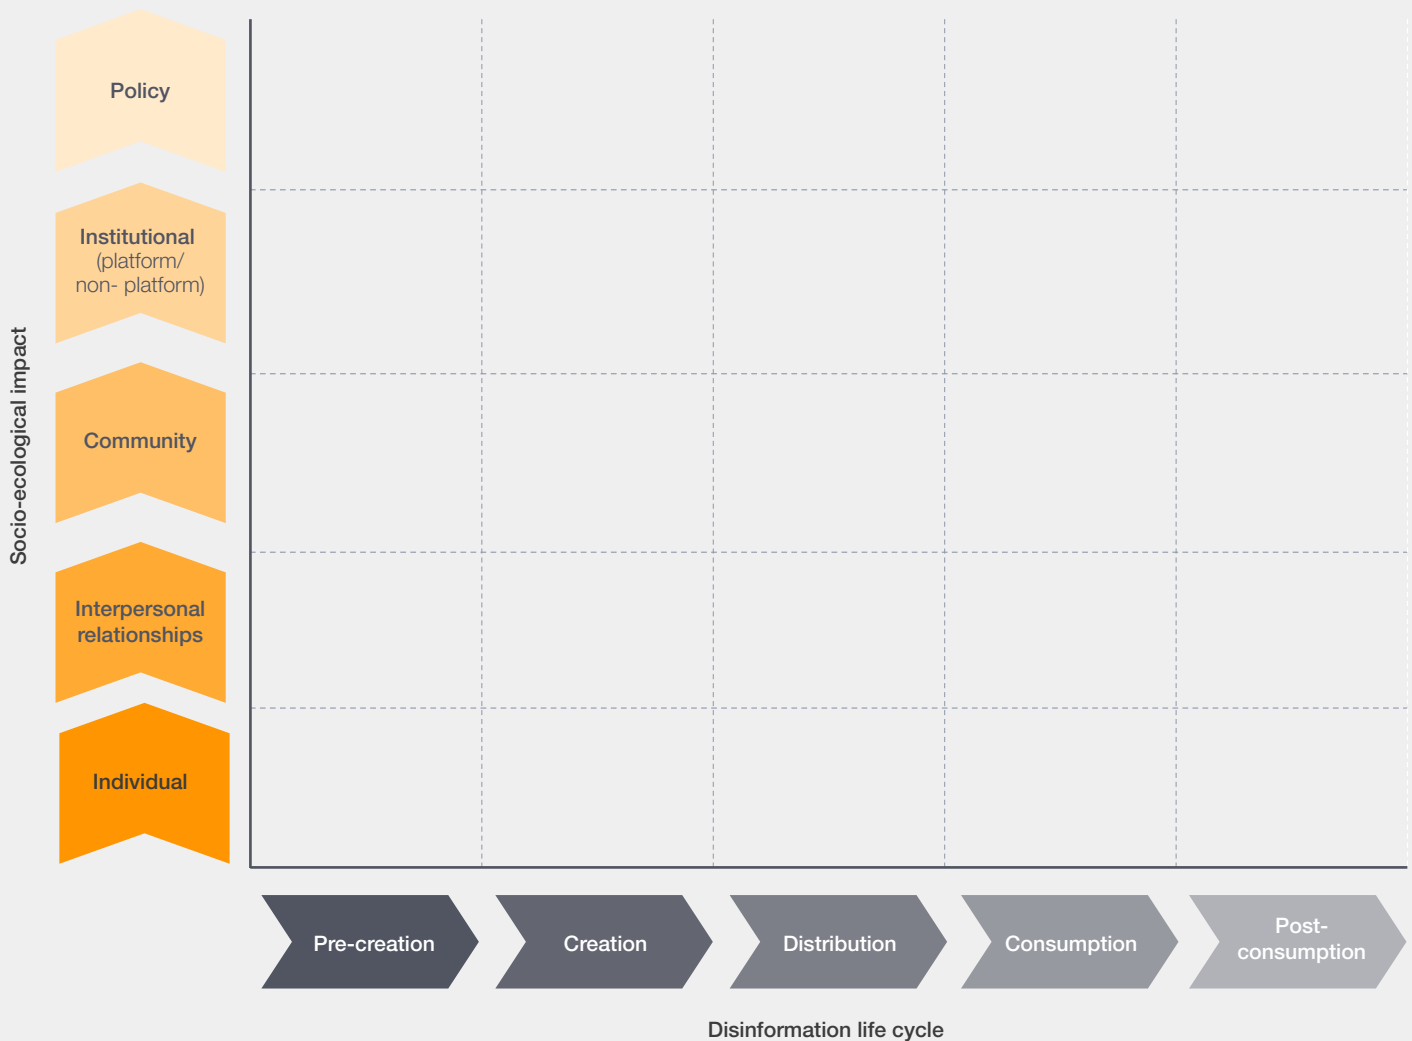 Policy
Institutional
(platform/
non- platform)
Community
Interpersonal
relationships
Individual
Socio-ecological impact
Pre-creation
Creation
Distribution
Consumption
Post-
consumption
Disinformation life cycle